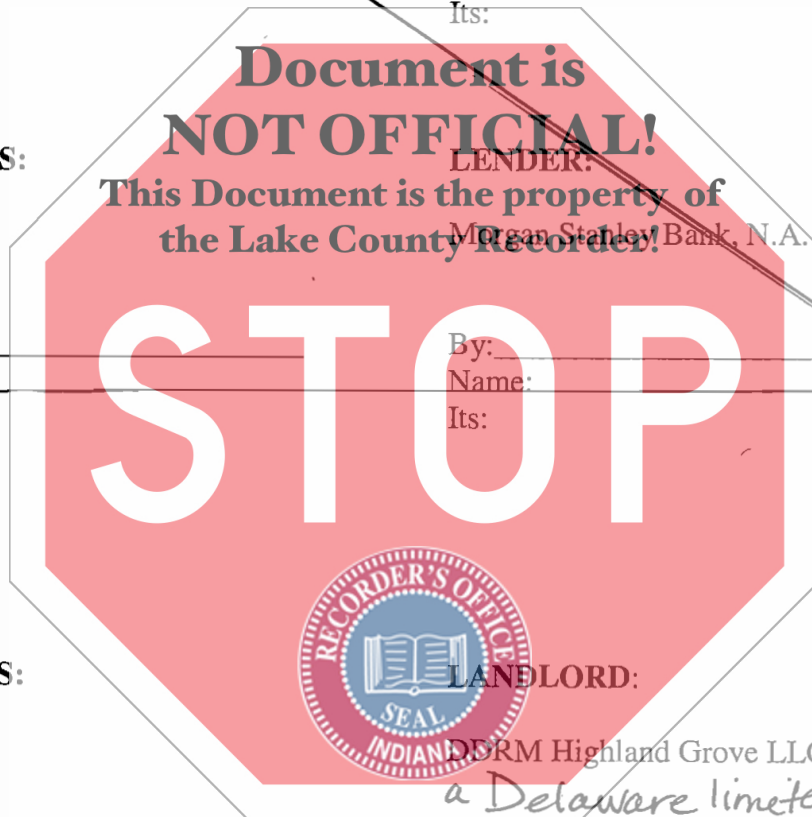 Its:
Document is
NOT OFFICIAL!
S:
LENDER:
This Document is the property of
the Lake County Recorder!
Morgan Stanley Bank, N.A.
STOP
By:
Name:
Its:
RECORDER'S OFFICE
SEAL
INDIANA
S:
LANDLORD:
DDRM Highland Grove LLC
a Delaware limite